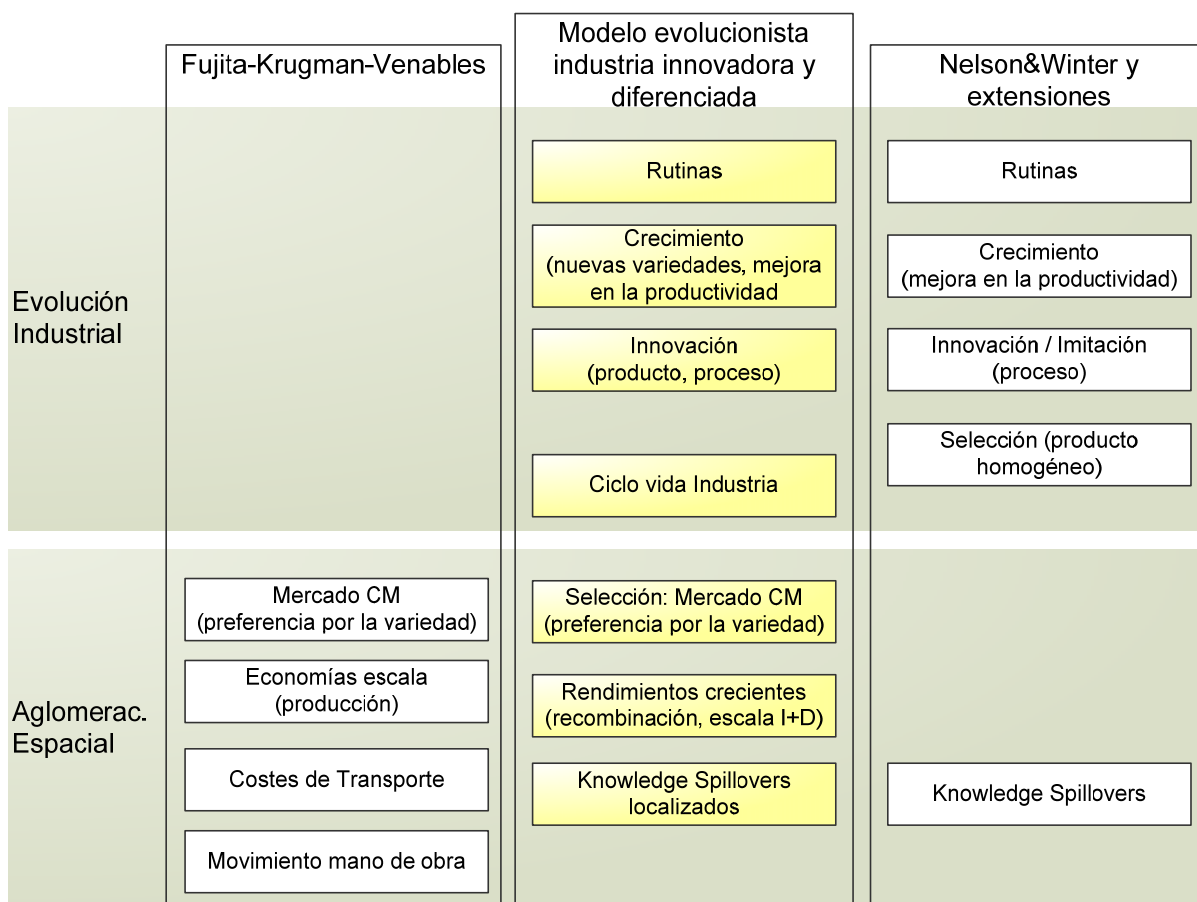 Fujita-Krugman-Venables
Modelo evolucionista
industria innovadora y
diferenciada
Nelson&Winter y
extensiones
Evolución
Industrial
Rutinas
Crecimiento
(nuevas variedades, mejora
en la productividad
Innovación
(producto, proceso)
Ciclo vida Industria
Rutinas
Crecimiento
(mejora en la productividad)
Innovación / Imitación
(proceso)
Selección (producto
homogéneo)
Aglomerac.
Espacial
Mercado CM
(preferencia por la variedad)
Economías escala
(producción)
Costes de Transporte
Movimiento mano de obra
Selección: Mercado CM
(preferencia por la variedad)
Rendimientos crecientes
(recombinación, escala I+D)
Knowledge Spillovers
localizados
Knowledge Spillovers